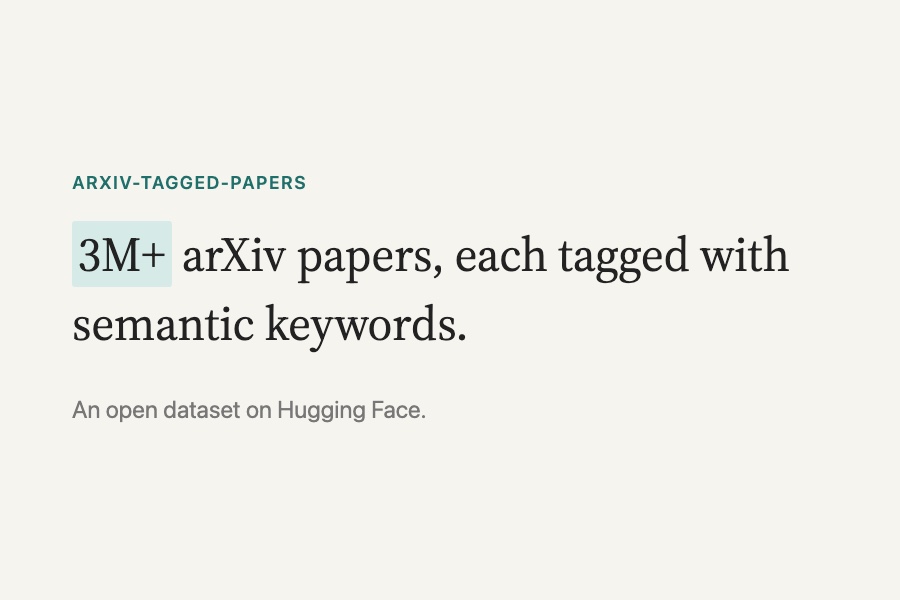 ARXIV-TAGGED-PAPERS
3M+ arXiv papers, each tagged with
semantic keywords.
An open dataset on Hugging Face.